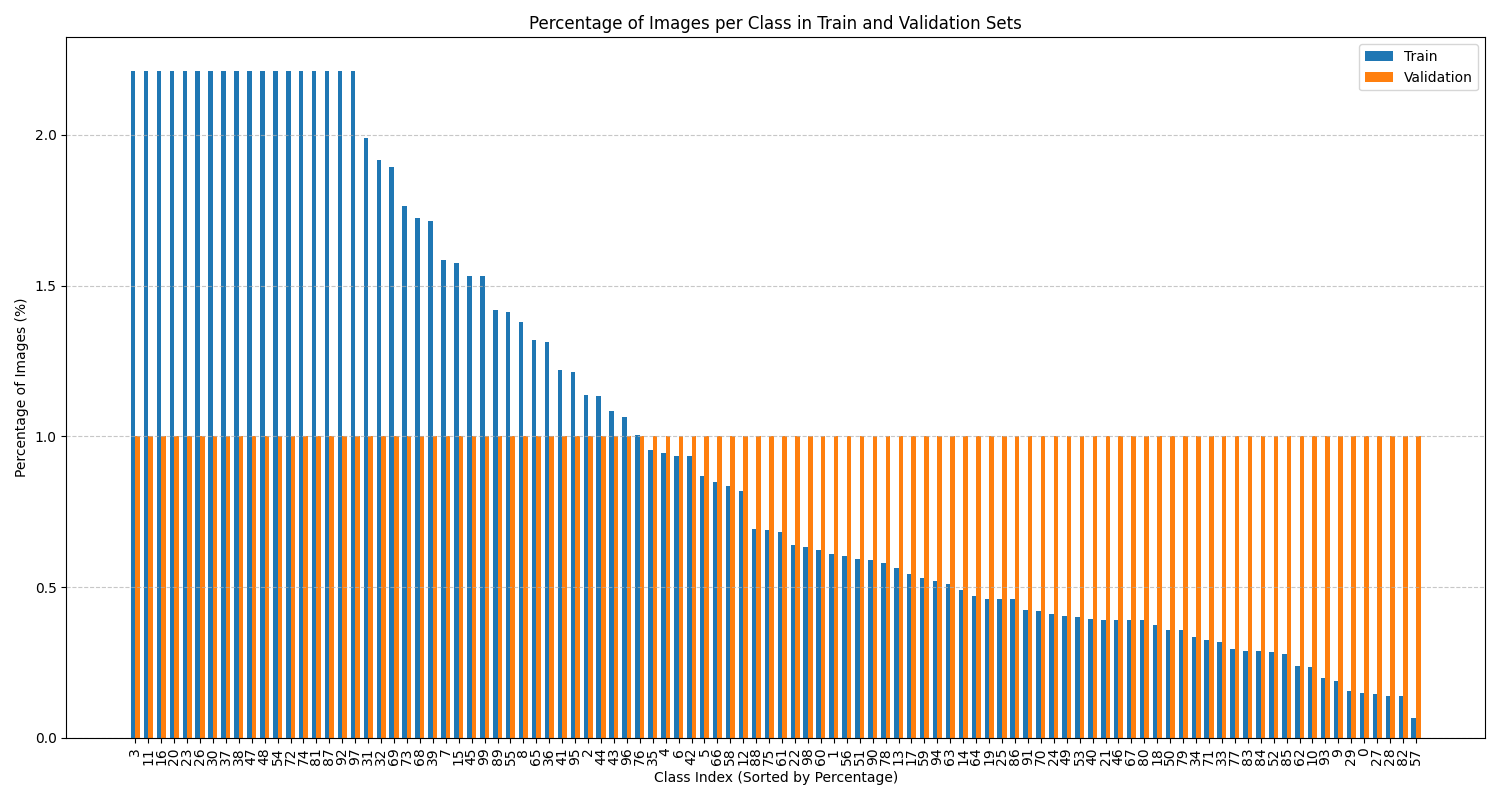 Percentage of Images per Class in Train and Validation Sets
Train
Validation
Percentage of Images (%)
2.0
1.5
1.0
0.5
0.0
3 11 16 20 23 26 30 37 38 47 48 54 72 74 81 87 92 97 31 32 69 73 68 39 7 15 45 99 89 55 8 65 36 41 95 2 44 43 96 76 35 4 6 42 5 66 58 12 88 75 61 22 98 60 1 56 51 90 78 13 17 59 94 63 14 64 19 25 86 91 70 24 49 53 40 21 46 67 80 18 50 79 34 71 33 77 83 84 52 85 62 10 93 9 29 0 27 28 82 57
Class Index (Sorted by Percentage)